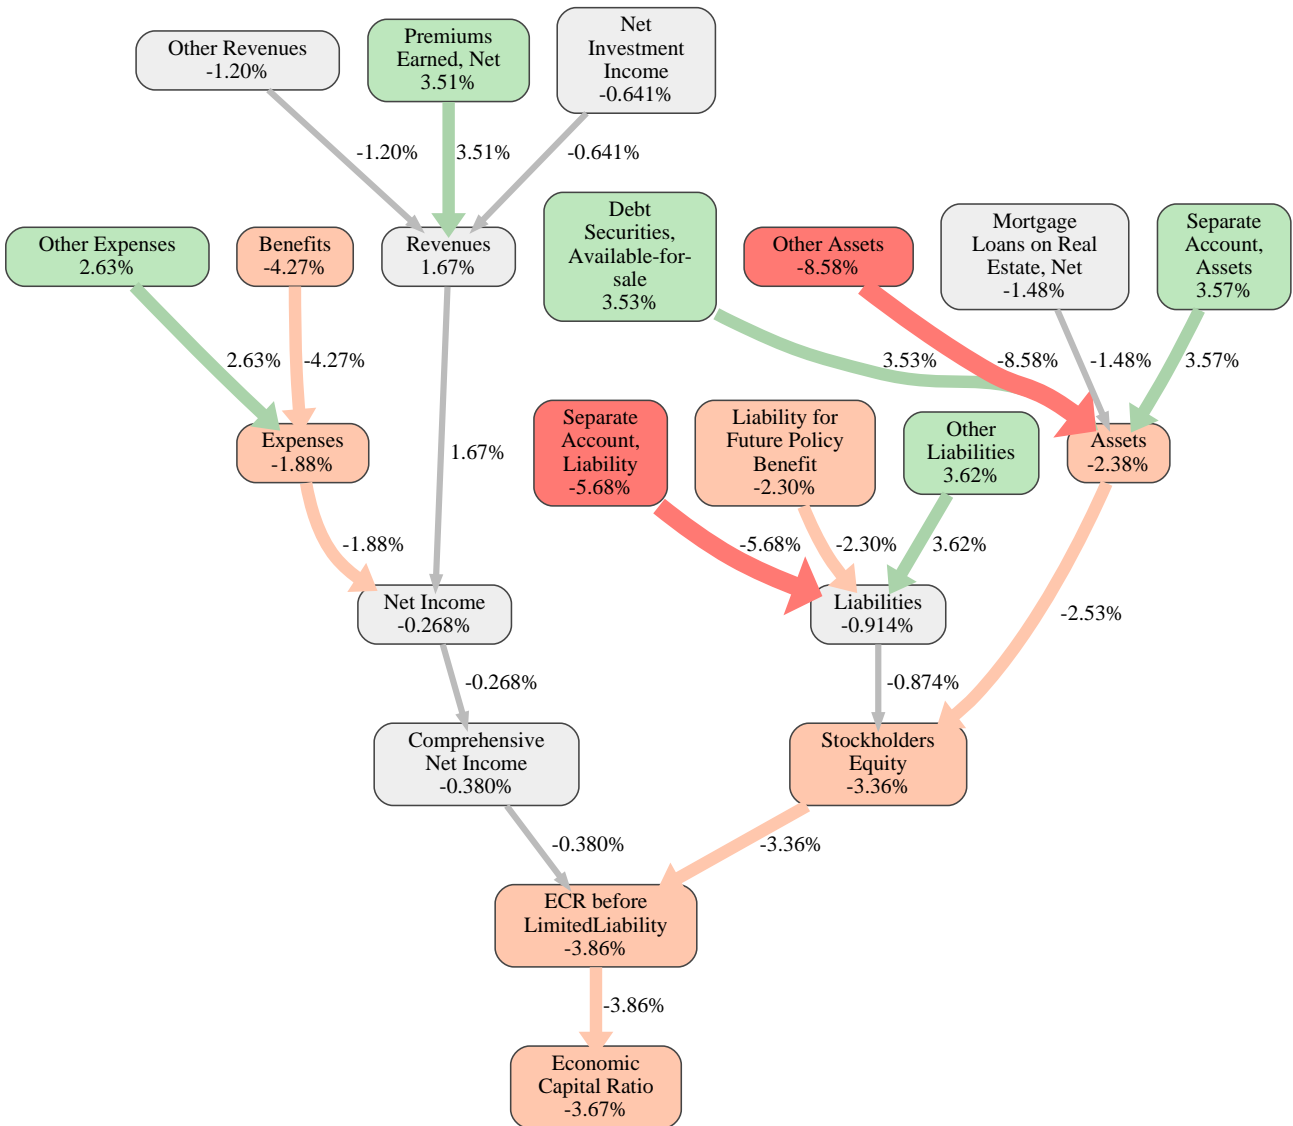 Other Revenues
-1.20%
Premiums
Earned, Net
3.51%
Net
Investment
Income
-0.641%
-1.20%
3.51%
-0.641%
Other Expenses
2.63%
Benefits
-4.27%
Revenues
1.67%
Debt
Securities,
Available-for-
sale
3.53%
Other Assets
-8.58%
Mortgage
Loans on Real
Estate, Net
-1.48%
Separate
Account,
Assets
3.57%
2.63%
-4.27%
3.53%
-8.58%
-1.48%
3.57%
Expenses
-1.88%
1.67%
Separate
Account,
Liability
-5.68%
Liability for
Future Policy
Benefit
-2.30%
Other
Liabilities
3.62%
Assets
-2.38%
-1.88%
-5.68%
-2.30%
3.62%
Net Income
-0.268%
Liabilities
-0.914%
-2.53%
-0.268%
-0.874%
Comprehensive
Net Income
-0.380%
Stockholders
Equity
-3.36%
-0.380%
-3.36%
ECR before
LimitedLiability
-3.86%
-3.86%
Economic
Capital Ratio
-3.67%